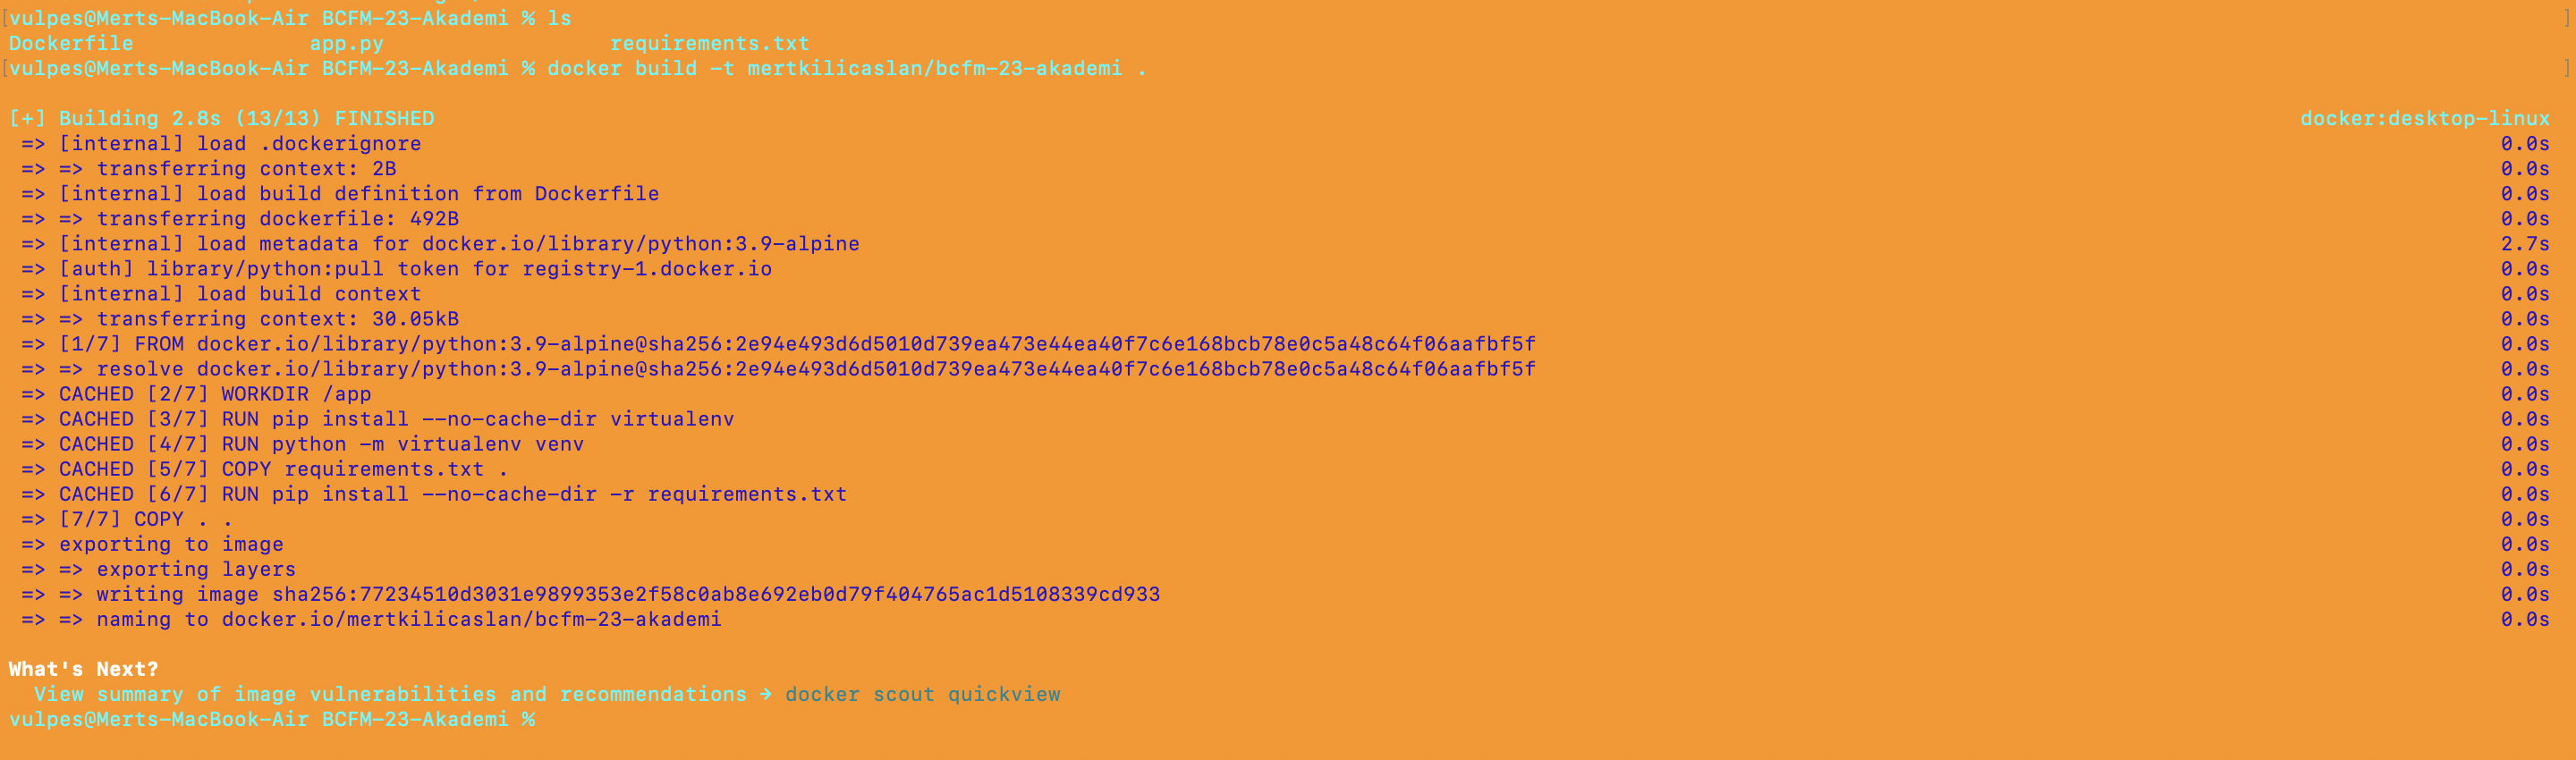 [vulpes@Merts-MacBook-Air BCFM-23-Akademi % ls ]
Dockerfile app.py requirements.txt
[vulpes@Merts-MacBook-Air BCFM-23-Akademi % docker build -t mertkilicaslan/bcfm-23-akademi . ]
[+] Building 2.8s (13/13) FINISHED docker:desktop-linux
=> [internal] load .dockerignore 0.0s
=> => transferring context: 2B 0.0s
=> [internal] load build definition from Dockerfile 0.0s
=> => transferring dockerfile: 492B 0.0s
=> [internal] load metadata for docker.io/library/python:3.9-alpine 2.7s
=> [auth] library/python:pull token for registry-1.docker.io 0.0s
=> [internal] load build context 0.0s
=> => transferring context: 30.05kB 0.0s
=> [1/7] FROM docker.io/library/python:3.9-alpine@sha256:2e94e493d6d5010d739ea473e44ea40f7c6e168bcb78e0c5a48c64f06aafbf5f 0.0s
=> => resolve docker.io/library/python:3.9-alpine@sha256:2e94e493d6d5010d739ea473e44ea40f7c6e168bcb78e0c5a48c64f06aafbf5f 0.0s
=> CACHED [2/7] WORKDIR /app 0.0s
=> CACHED [3/7] RUN pip install --no-cache-dir virtualenv 0.0s
=> CACHED [4/7] RUN python -m virtualenv venv 0.0s
=> CACHED [5/7] COPY requirements.txt . 0.0s
=> CACHED [6/7] RUN pip install --no-cache-dir -r requirements.txt 0.0s
=> [7/7] COPY . . 0.0s
=> exporting to image 0.0s
=> => exporting layers 0.0s
=> => writing image sha256:77234510d3031e9899353e2f58c0ab8e692eb0d79f404765ac1d5108339cd933 0.0s
=> => naming to docker.io/mertkilicaslan/bcfm-23-akademi 0.0s
What's Next?
View summary of image vulnerabilities and recommendations → docker scout quickview
vulpes@Merts-MacBook-Air BCFM-23-Akademi %